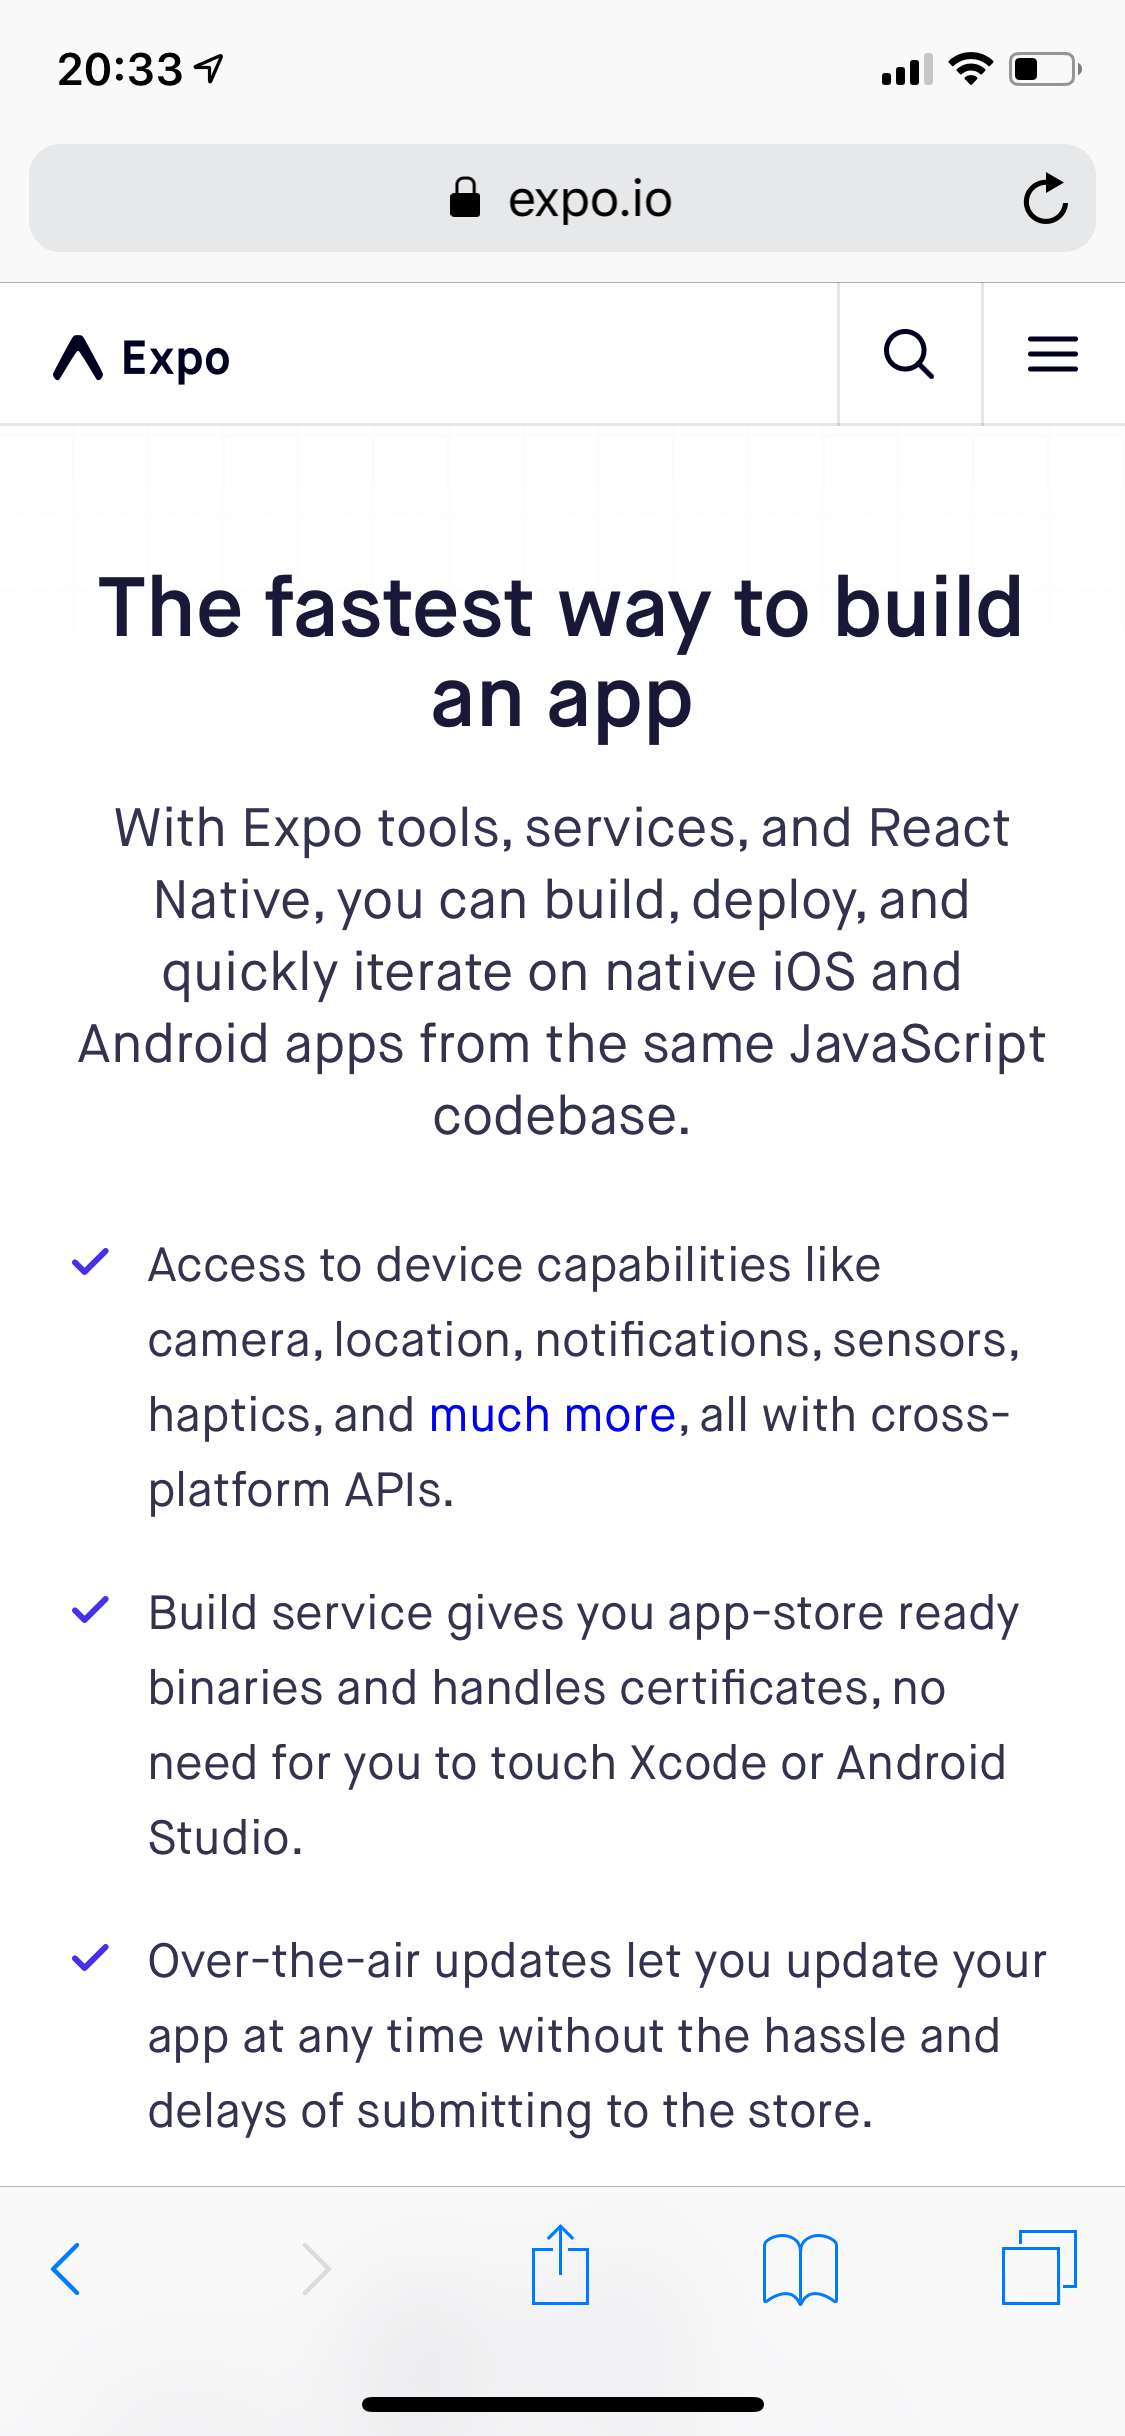 20:33
expo.io
Expo
The fastest way to build
an app
With Expo tools, services, and React
Native, you can build, deploy, and
quickly iterate on native iOS and
Android apps from the same JavaScript
codebase.
Access to device capabilities like
camera, location, notifications, sensors,
haptics, and much more, all with cross-
platform APIs.
Build service gives you app-store ready
binaries and handles certificates, no
need for you to touch Xcode or Android
Studio.
Over-the-air updates let you update your
app at any time without the hassle and
delays of submitting to the store.